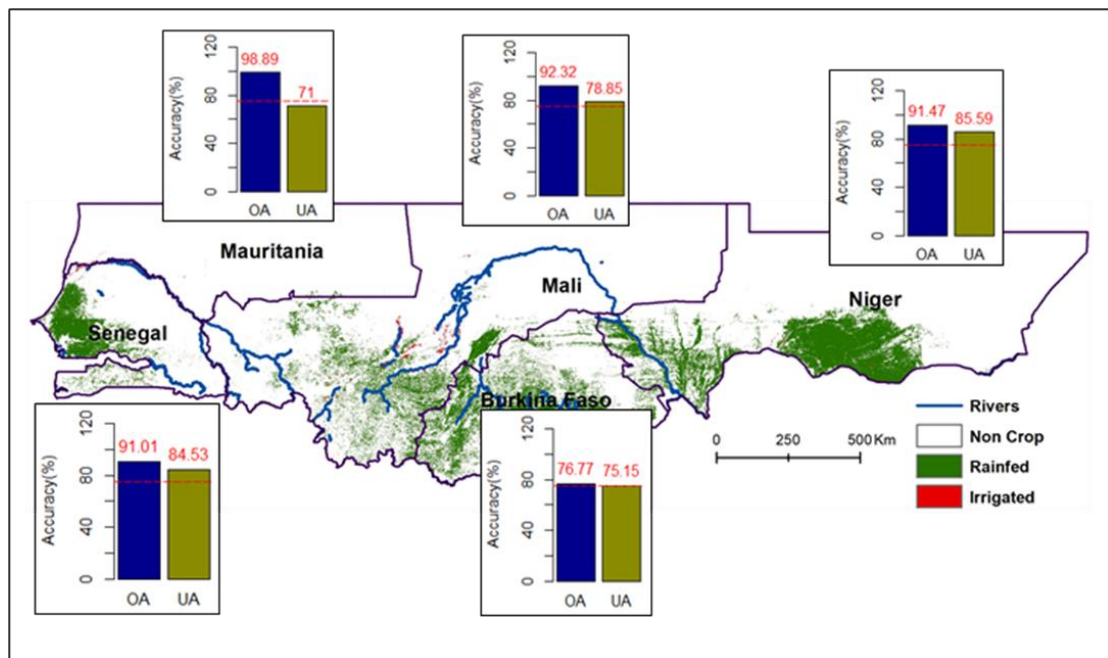 120
98.89
71
80
40
0
Accuracy(%)
OA UA
120
92.32
78.85
80
40
0
Accuracy(%)
OA UA
120
91.47
85.59
80
40
0
Accuracy(%)
OA UA
Mauritania
Mali
Niger
Senegal
Burkina Faso
120
91.01
84.53
80
40
0
Accuracy(%)
OA UA
120
76.77 75.15
80
40
0
Accuracy(%)
OA UA
0 250 500 Km
Rivers
Non Crop
Rainfed
Irrigated